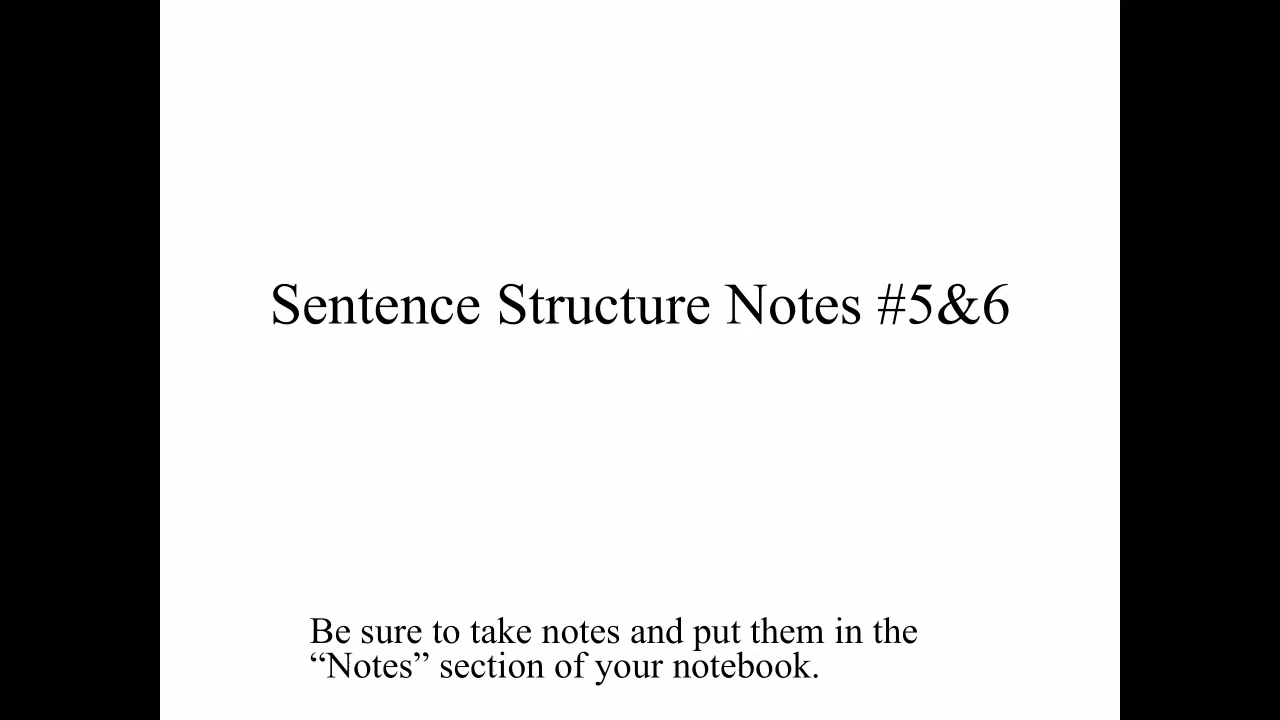 Sentence Structure Notes #5&6
Be sure to take notes and put them in the
“Notes” section of your notebook.